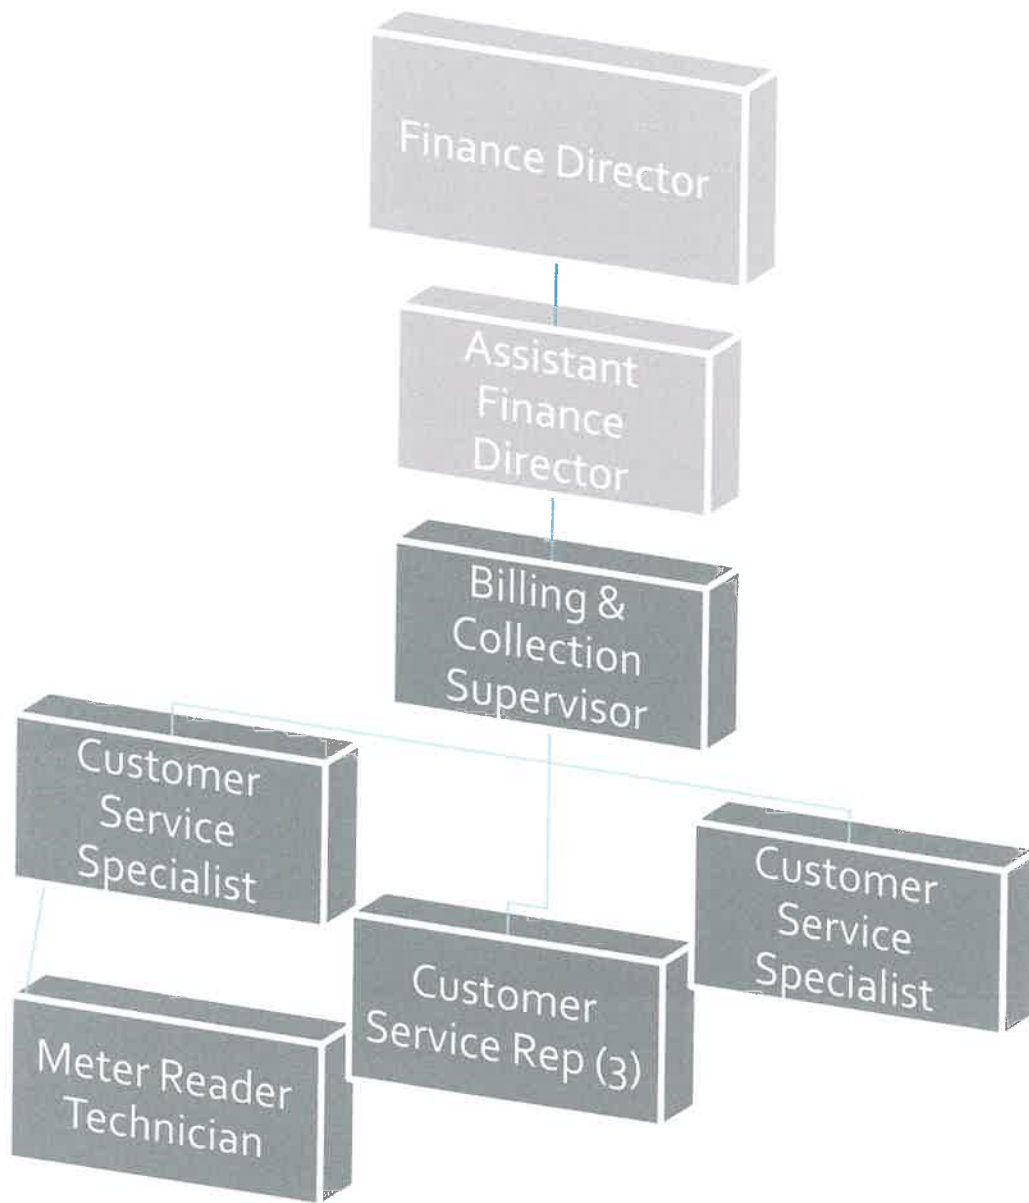 Finance Director
Assistant
Finance
Director
Billing &
Collection
Supervisor
Customer
Service
Specialist
Customer
Service
Specialist
Customer
Service Rep (3)
Meter Reader
Technician